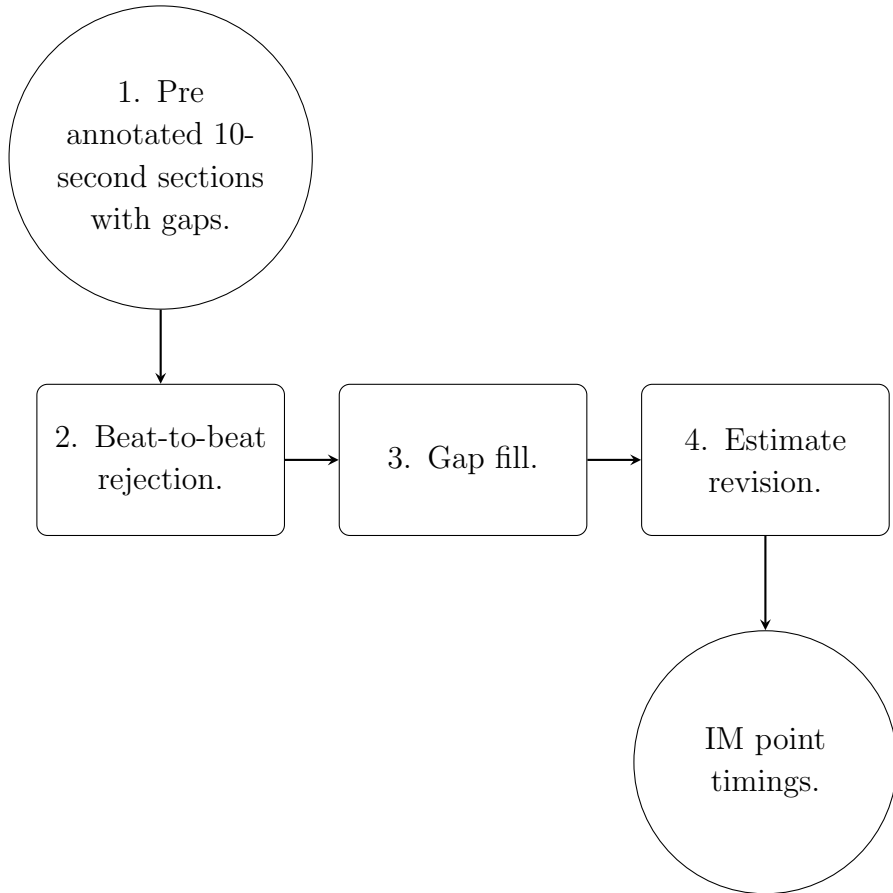 1. Pre
annotated 10-
second sections
with gaps.
2. Beat-to-beat
rejection.
3. Gap fill.
4. Estimate
revision.
IM point
timings.